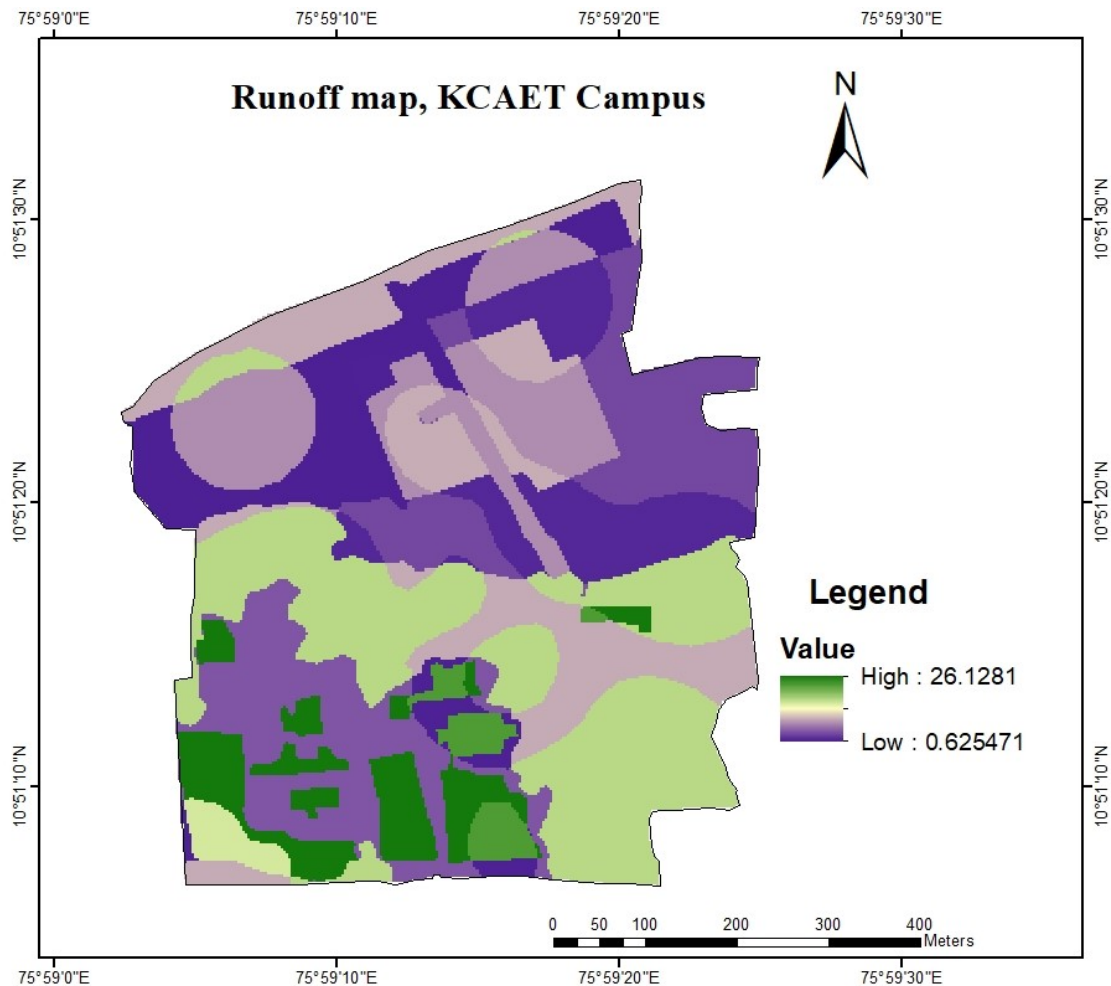 75°59'0"E 75°59'10"E 75°59'20"E 75°59'30"E
Runoff map, KCAET Campus
N
10°51'30"N 10°51'30"N
10°51'20"N 10°51'20"N
Legend
Value
High : 26.1281
Low : 0.625471
10°51'10"N 10°51'10"N
0 50 100 200 300 400
Meters
75°59'0"E 75°59'10"E 75°59'20"E 75°59'30"E